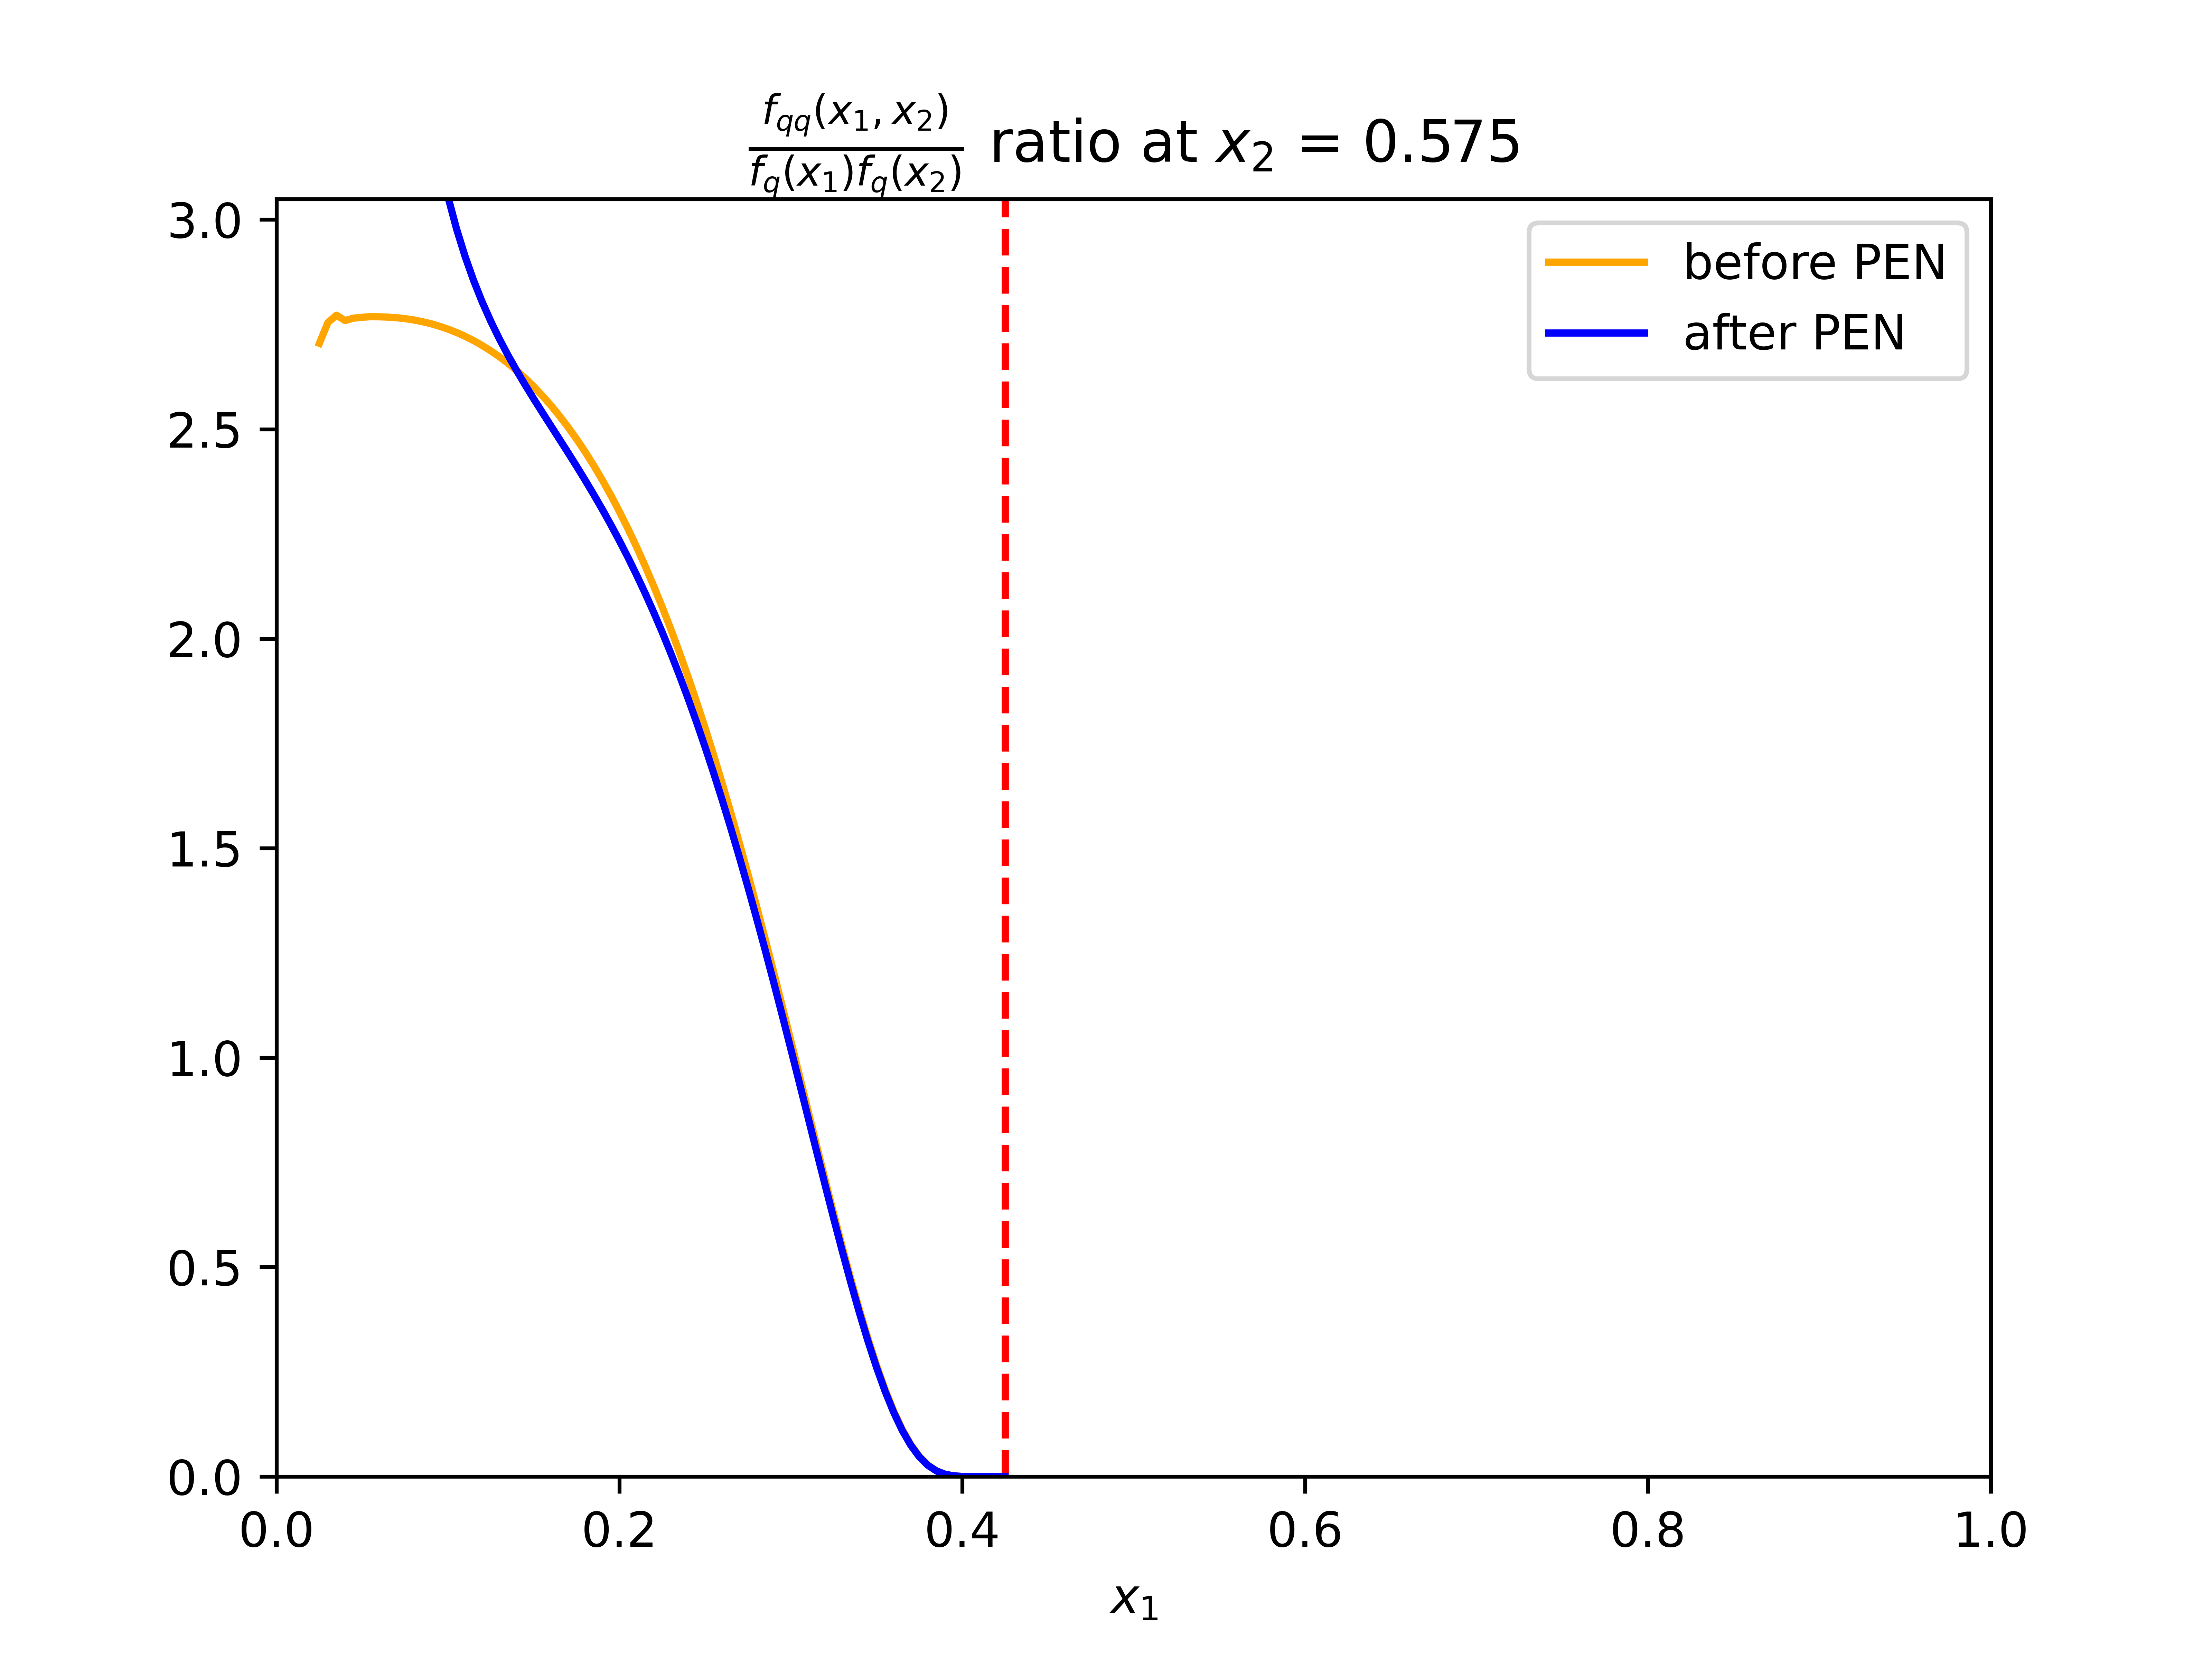 f_{qq}(x_1, x_2)
f_q(x_1)f_q(x_2)
ratio at x_2 = 0.575
before PEN
after PEN
3.0
2.5
2.0
1.5
1.0
0.5
0.0
0.0 0.2 0.4 0.6 0.8 1.0
x_1